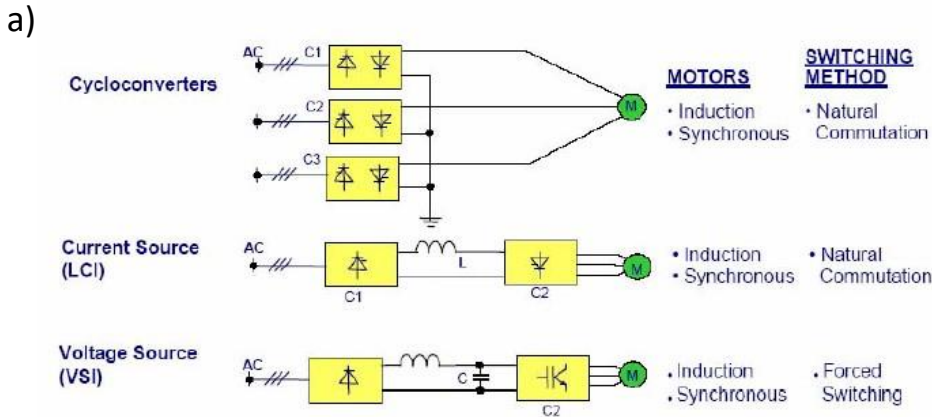 a)
SWITCHING
METHOD
MOTORS
AC
C1
Cycloconverters
• Induction
• Synchronous
• Natural
Commutation
M
C2
C3
Current Source
(LCI)
AC
L
C1
C2
M
• Induction
• Synchronous
• Natural
Commutation
Voltage Source
(VSI)
AC
C
C2
M
. Induction
. Synchronous
. Forced
Switching